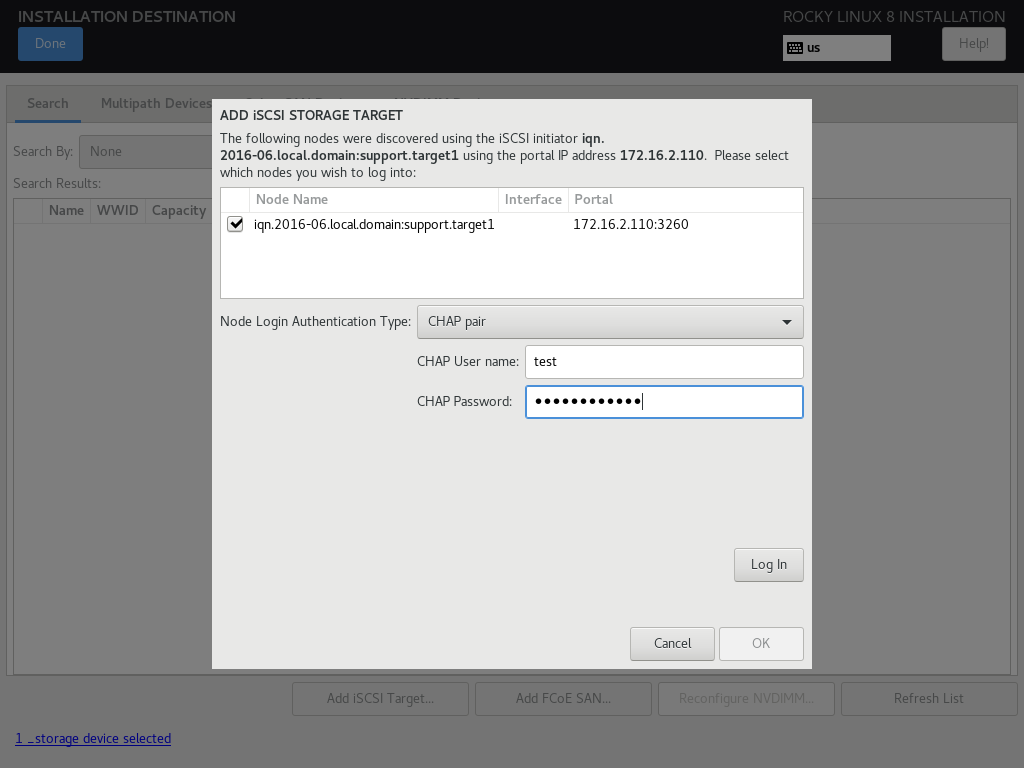 INSTALLATION DESTINATION
ROCKY LINUX 8 INSTALLATION
Done
us
Help!
Search
Multipath Devices
Search By:
None
Search Results:
Name
WWID
Capacity
ADD iSCSI STORAGE TARGET
The following nodes were discovered using the iSCSI initiator iqn.
2016-06.local.domain:support.target1 using the portal IP address 172.16.2.110.  Please select
which nodes you wish to log into:
Node Name
Interface
Portal
iqn.2016-06.local.domain:support.target1
172.16.2.110:3260
Node Login Authentication Type:
CHAP pair
CHAP User name:
test
CHAP Password:
●●●●●●●●●●●●
Log In
Cancel
OK
Add iSCSI Target...
Add FCoE SAN...
Reconfigure NVDIMM...
Refresh List
1 _storage device selected